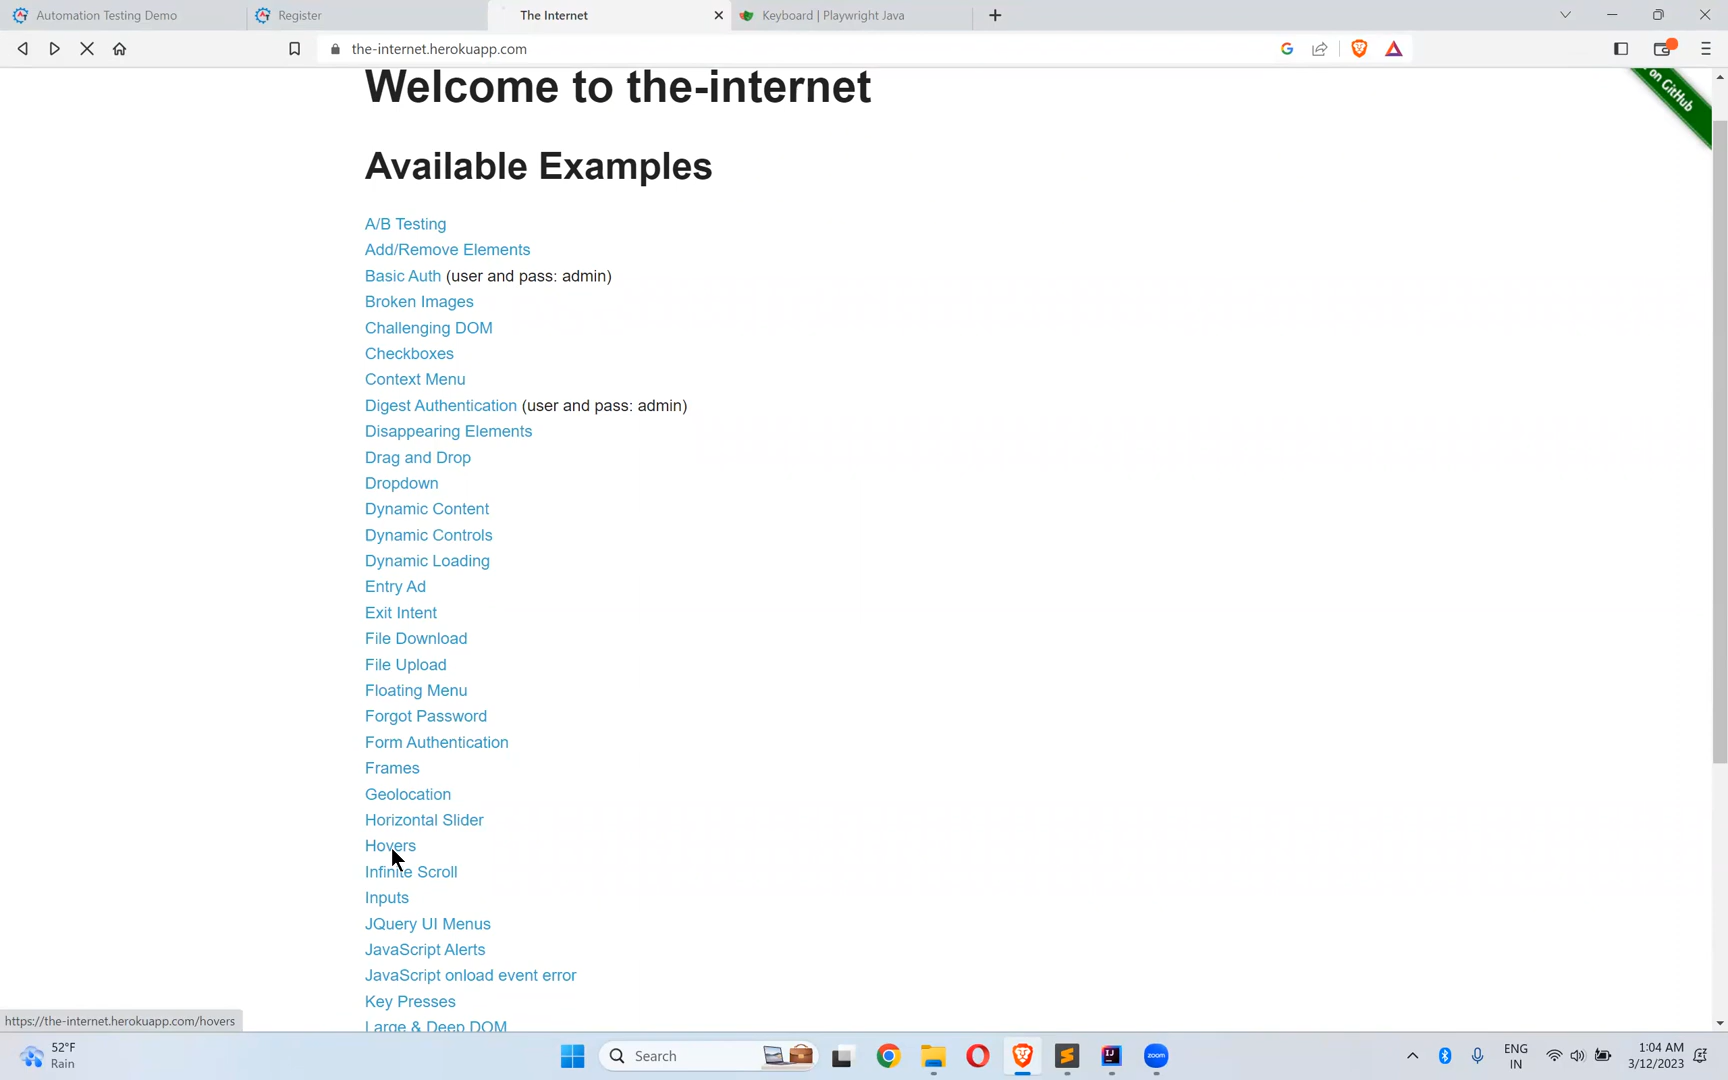 Automation Testing Demo
Register
The Internet
Keyboard | Playwright Java
the-internet.herokuapp.com
on GitHub
Welcome to the-internet
Available Examples
A/B Testing
Add/Remove Elements
Basic Auth (user and pass: admin)
Broken Images
Challenging DOM
Checkboxes
Context Menu
Digest Authentication (user and pass: admin)
Disappearing Elements
Drag and Drop
Dropdown
Dynamic Content
Dynamic Controls
Dynamic Loading
Entry Ad
Exit Intent
File Download
File Upload
Floating Menu
Forgot Password
Form Authentication
Frames
Geolocation
Horizontal Slider
Hovers
Infinite Scroll
Inputs
JQuery UI Menus
JavaScript Alerts
JavaScript onload event error
Key Presses
Large & Deep DOM
https://the-internet.herokuapp.com/hovers
52°F
Rain
Search
zoom
ENG
IN
1:04 AM
3/12/2023